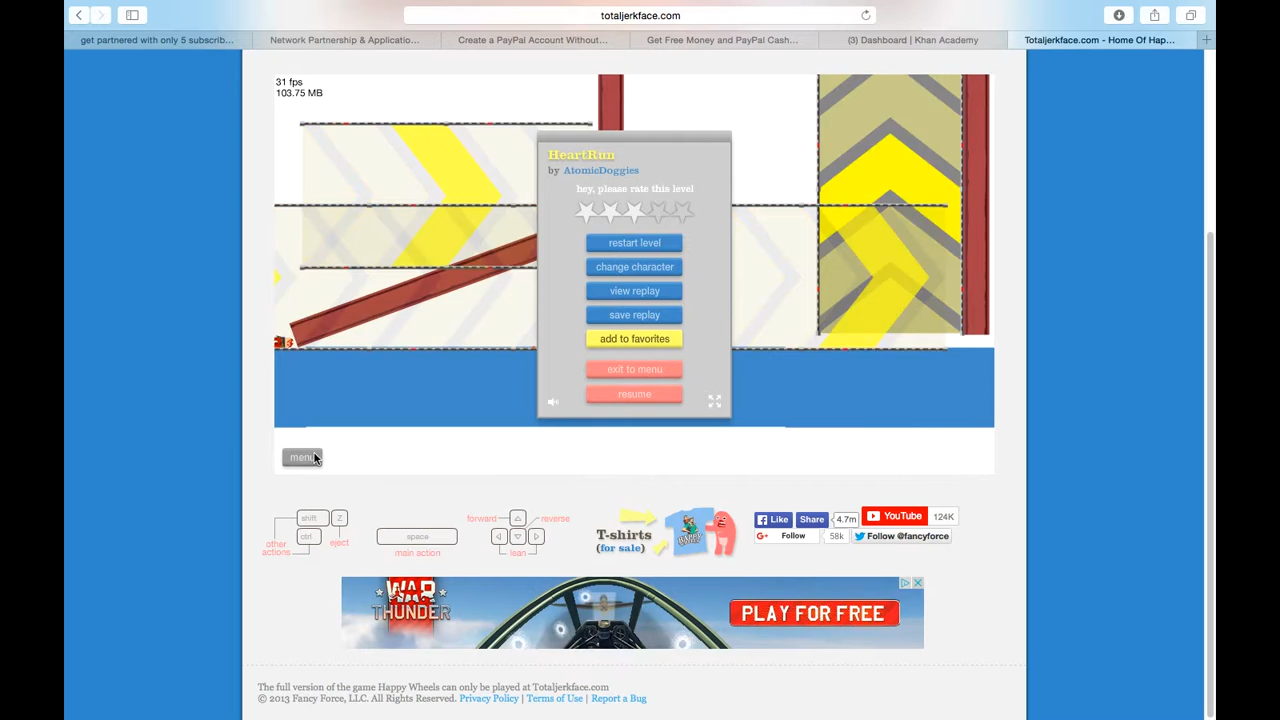 totaljerkface.com
get partnered with only 5 subscrib...
Network Partnership & Applicatio...
Create a PayPal Account Without...
Get Free Money and PayPal Cash...
(3) Dashboard | Khan Academy
Totaljerkface.com - Home Of Hap...
31 fps
103.75 MB
HeartRun
by AtomicDoggies
hey, please rate this level
restart level
change character
view replay
save replay
add to favorites
exit to menu
resume
menu
shift
Z
ctrl
eject
other
actions
space
main action
forward
reverse
lean
T-shirts
(for sale)
Like
Share
4.7m
YouTube
124K
Follow
58k
Follow @fancyforce
WAR
THUNDER
PLAY FOR FREE
The full version of the game Happy Wheels can only be played at Totaljerkface.com
© 2013 Fancy Force, LLC. All Rights Reserved. Privacy Policy | Terms of Use | Report a Bug